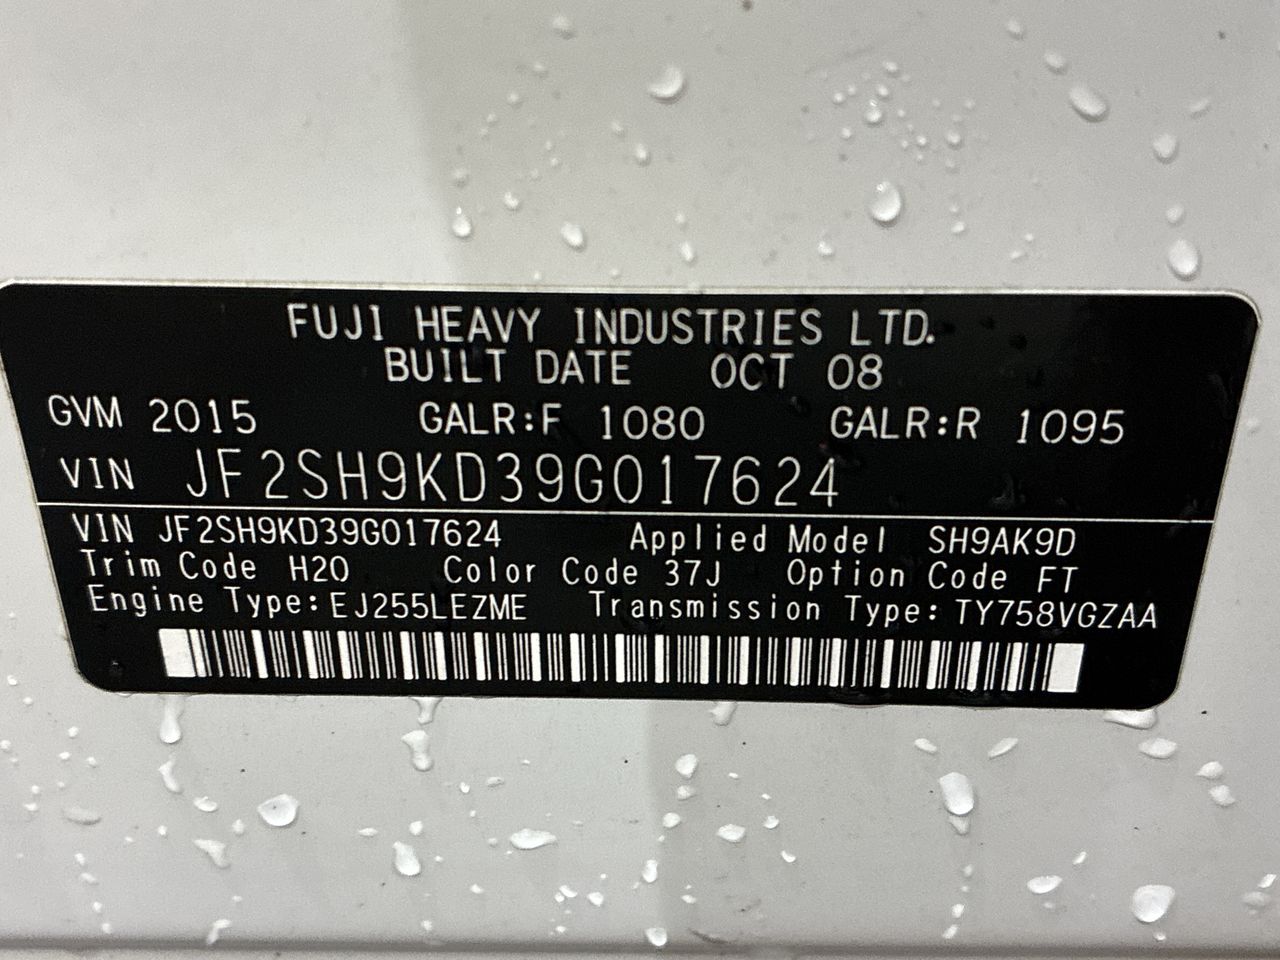 FUJI HEAVY INDUSTRIES LTD.
BUILT DATE OCT 08
GVM 2015 GALR:F 1080 GALR:R 1095
VIN JF2SH9KD39G017624
VIN JF2SH9KD39G017624 Applied Model SH9AK9D
Trim Code H20 Color Code 37J Option Code FT
Engine Type:EJ255LEZME Transmission Type:TY758VGZAA